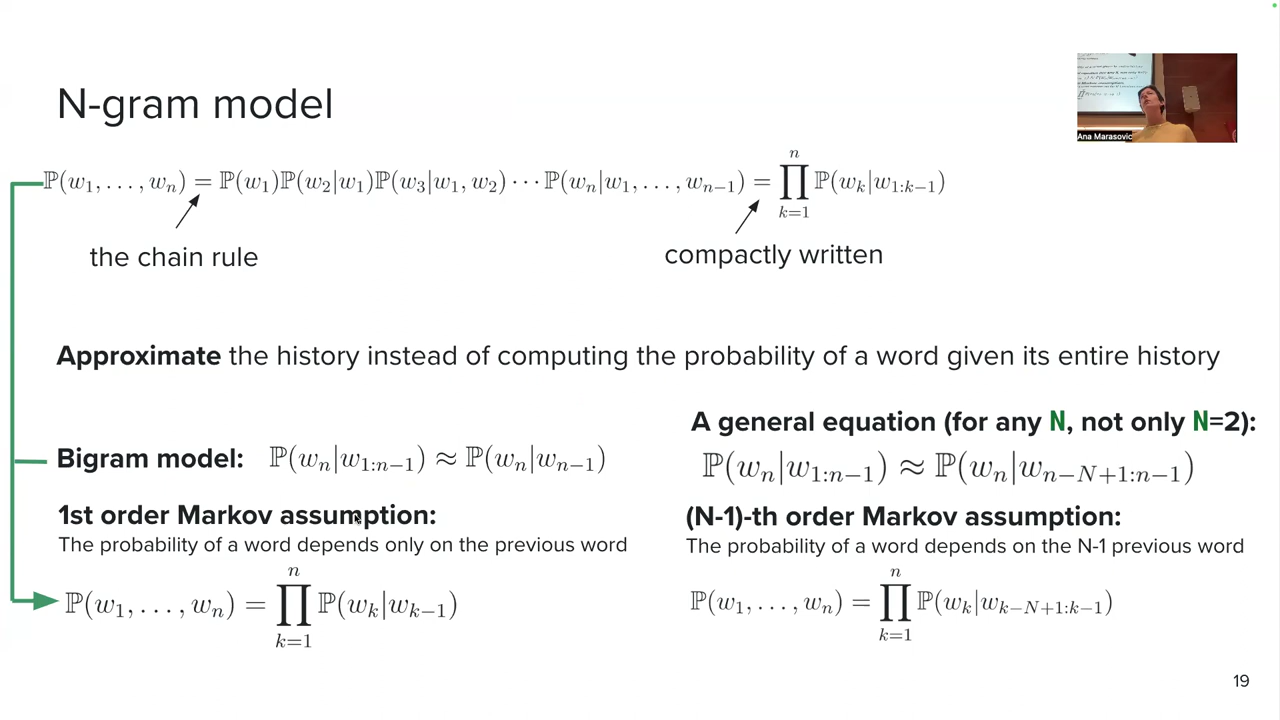 N-gram model
Ana Marasovic
ℙ(w₁, . . . , wₙ) = ℙ(w₁)ℙ(w₂|w₁)ℙ(w₃|w₁, w₂) ⋯ ℙ(wₙ|w₁, . . . , wₙ₋₁) = ∏ₖ₌₁ⁿ ℙ(wₖ|w₁:ₖ₋₁)
the chain rule
compactly written
Approximate the history instead of computing the probability of a word given its entire history
Bigram model: ℙ(wₙ|w₁:ₙ₋₁) ≈ ℙ(wₙ|wₙ₋₁)
1st order Markov assumption:
The probability of a word depends only on the previous word
ℙ(w₁, . . . , wₙ) = ∏ₖ₌₁ⁿ ℙ(wₖ|wₖ₋₁)
A general equation (for any N, not only N=2):
ℙ(wₙ|w₁:ₙ₋₁) ≈ ℙ(wₙ|w_{n−N+1:n−1})
(N-1)-th order Markov assumption:
The probability of a word depends on the N-1 previous word
ℙ(w₁, . . . , wₙ) = ∏ₖ₌₁ⁿ ℙ(wₖ|w_{k−N+1:k−1})
19